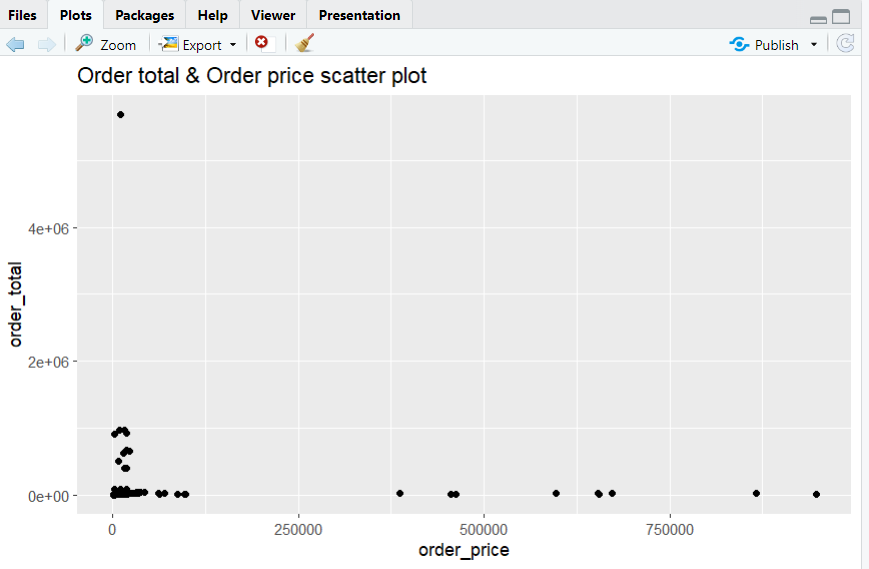 Files Plots Packages Help Viewer Presentation
Zoom Export Publish
Order total & Order price scatter plot
order_total
4e+06
2e+06
0e+00
0 250000 500000 750000
order_price